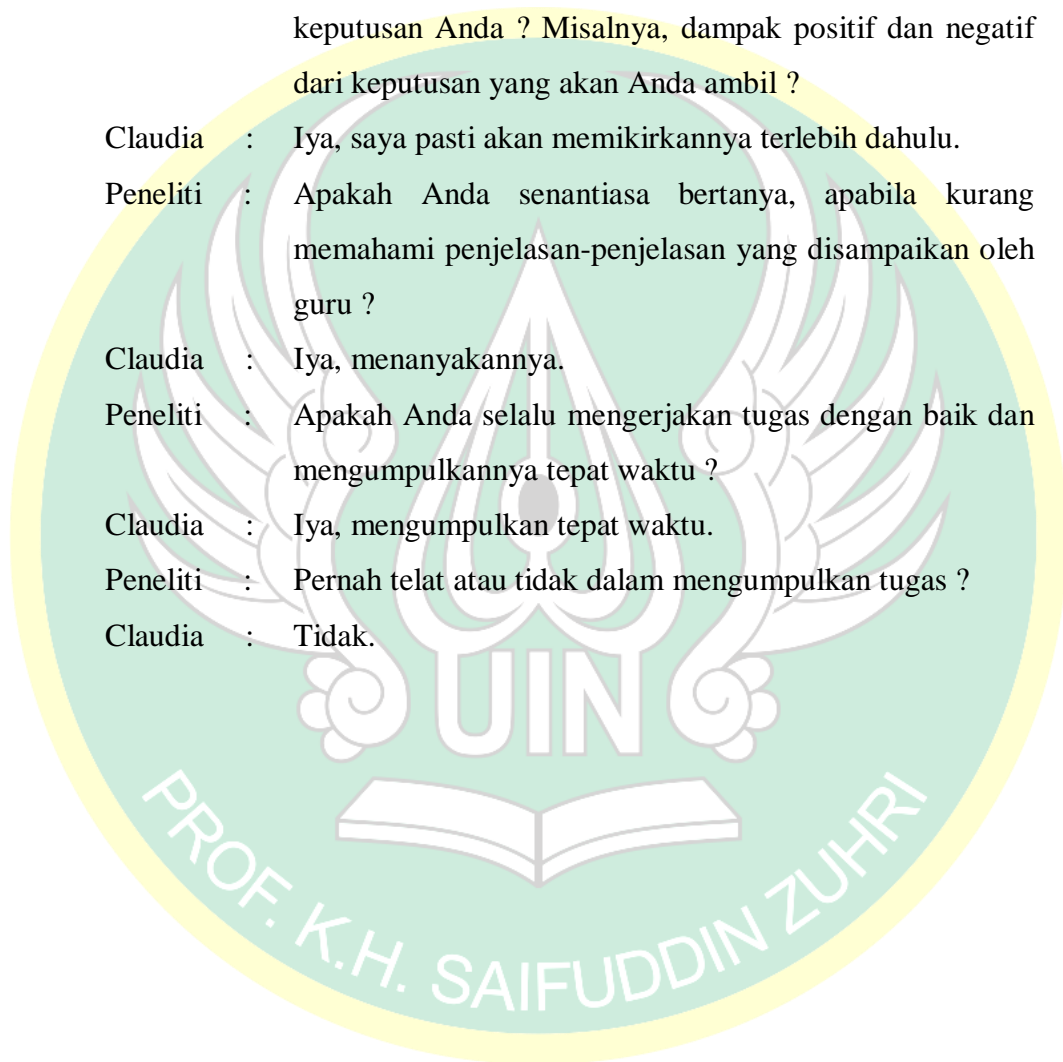 keputusan Anda ? Misalnya, dampak positif dan negatif
dari keputusan yang akan Anda ambil ?
Claudia : Iya, saya pasti akan memikirkannya terlebih dahulu.
Peneliti : Apakah Anda senantiasa bertanya, apabila kurang
memahami penjelasan-penjelasan yang disampaikan oleh
guru ?
Claudia : Iya, menanyakannya.
Peneliti : Apakah Anda selalu mengerjakan tugas dengan baik dan
mengumpulkannya tepat waktu ?
Claudia : Iya, mengumpulkan tepat waktu.
Peneliti : Pernah telat atau tidak dalam mengumpulkan tugas ?
Claudia : Tidak.
UIN
PROF. K.H. SAIFUDDIN ZUHRI